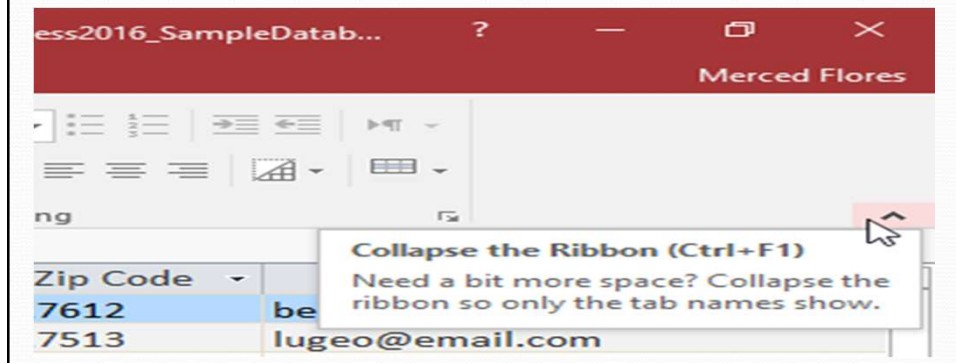 ess2016_SampleDatab... ?
Merced Flores
ng
Collapse the Ribbon (Ctrl+F1)
Need a bit more space? Collapse the
ribbon so only the tab names show.
Zip Code
7612 be
7513 lugeo@email.com